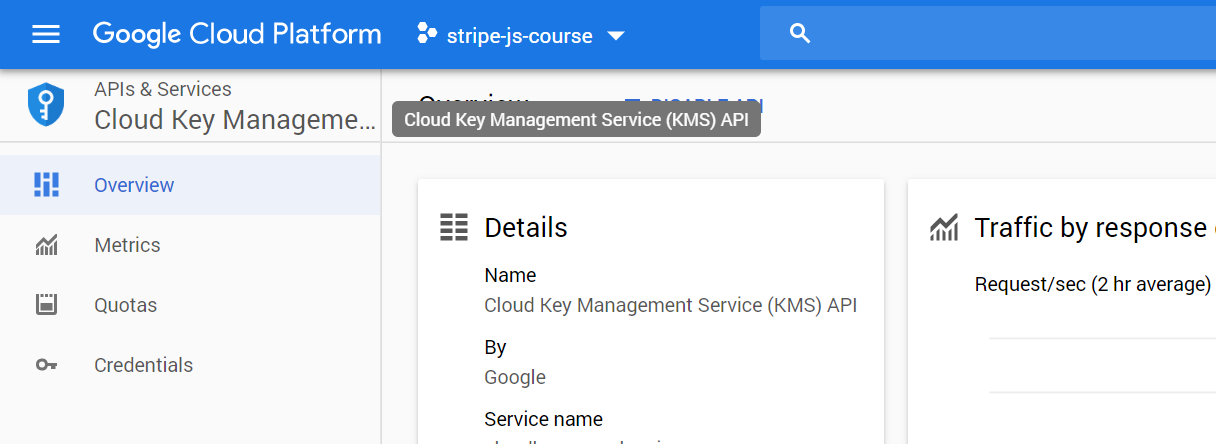 Google Cloud Platform
stripe-js-course
APIs & Services
Cloud Key Manageme...
Cloud Key Management Service (KMS) API
Overview
Metrics
Quotas
Credentials
Details
Name
Cloud Key Management Service (KMS) API
By
Google
Service name
Traffic by response
Request/sec (2 hr average)